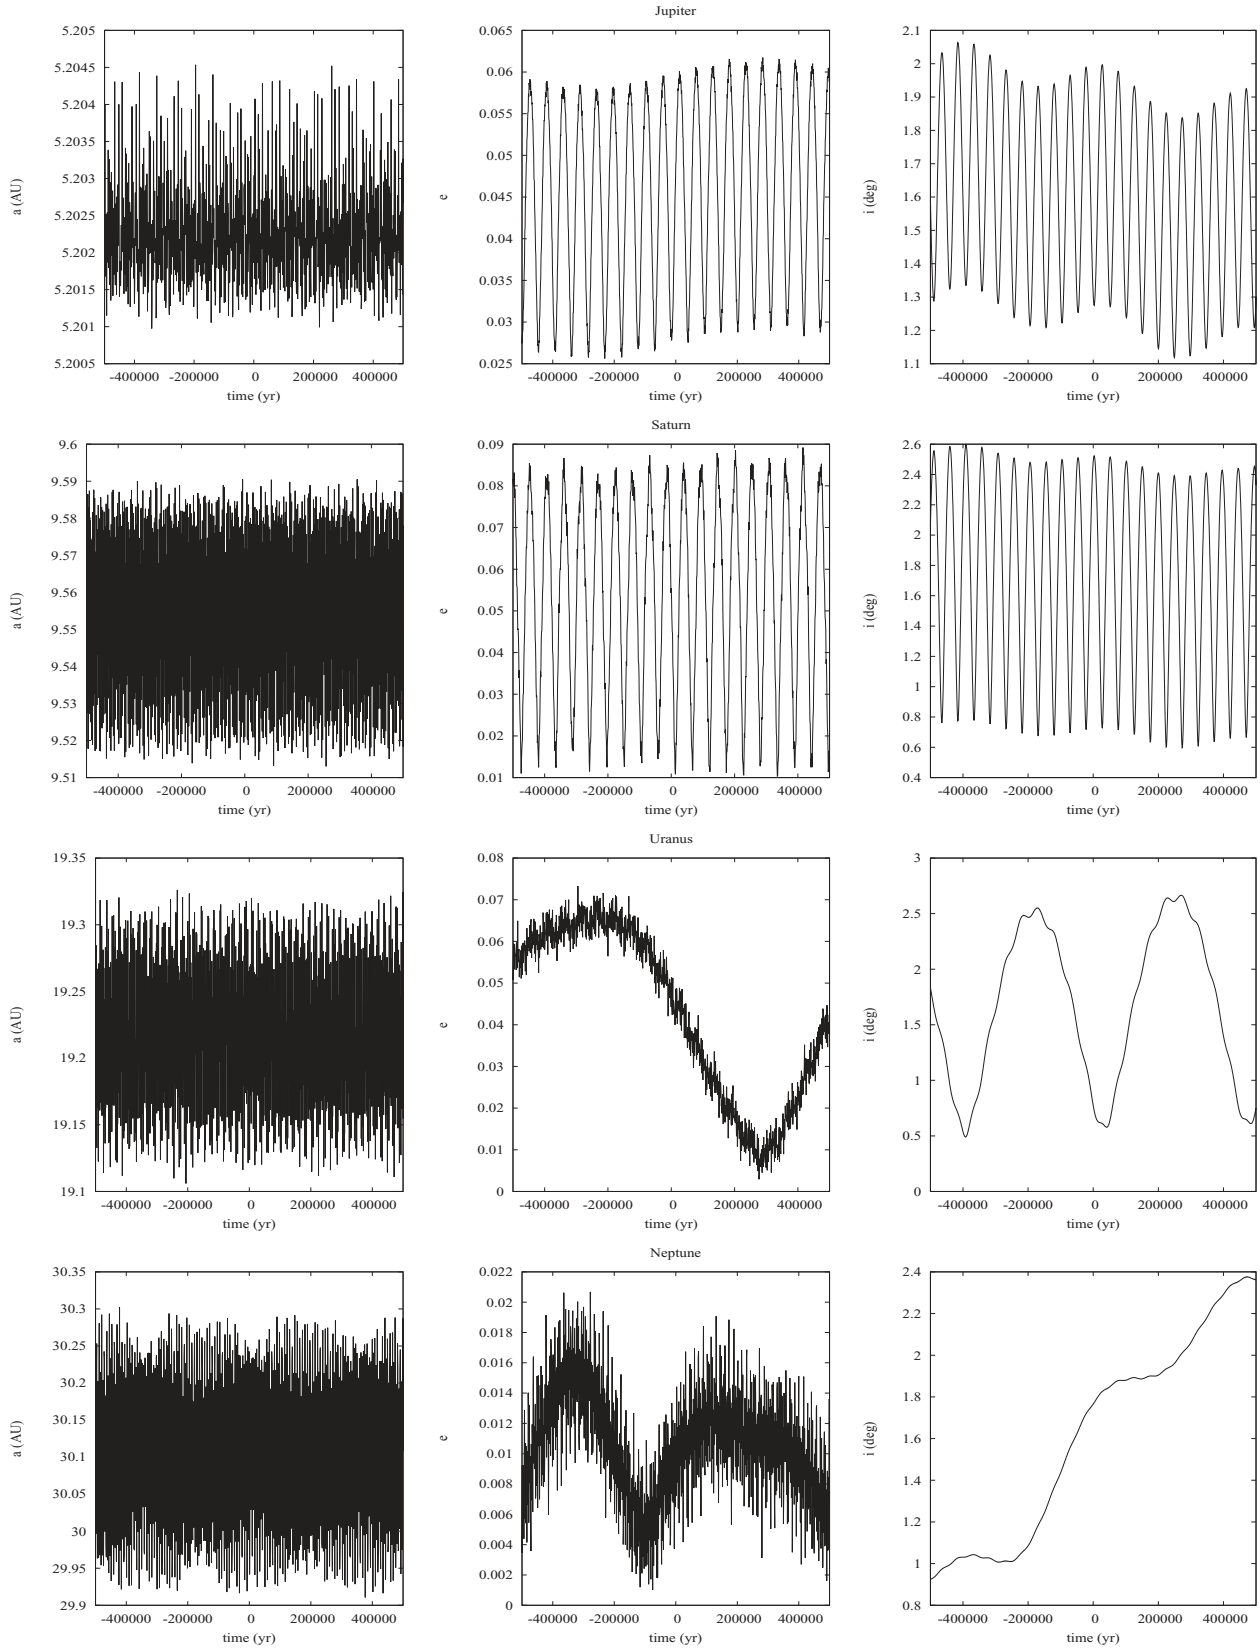 Jupiter
5.205
5.2045
5.204
5.2035
5.203
5.2025
5.202
5.2015
5.201
5.2005
a (AU)
-400000 -200000 0 200000 400000
time (yr)
0.065
0.06
0.055
0.05
0.045
0.04
0.035
0.03
0.025
e
-400000 -200000 0 200000 400000
time (yr)
2.1
2
1.9
1.8
1.7
1.6
1.5
1.4
1.3
1.2
1.1
i (deg)
-400000 -200000 0 200000 400000
time (yr)
Saturn
9.6
9.59
9.58
9.57
9.56
9.55
9.54
9.53
9.52
9.51
a (AU)
-400000 -200000 0 200000 400000
time (yr)
0.09
0.08
0.07
0.06
0.05
0.04
0.03
0.02
0.01
e
-400000 -200000 0 200000 400000
time (yr)
2.6
2.4
2.2
2
1.8
1.6
1.4
1.2
1
0.8
0.6
0.4
i (deg)
-400000 -200000 0 200000 400000
time (yr)
Uranus
19.35
19.3
19.25
19.2
19.15
19.1
a (AU)
-400000 -200000 0 200000 400000
time (yr)
0.08
0.07
0.06
0.05
0.04
0.03
0.02
0.01
0
e
-400000 -200000 0 200000 400000
time (yr)
3
2.5
2
1.5
1
0.5
0
i (deg)
-400000 -200000 0 200000 400000
time (yr)
Neptune
30.35
30.3
30.25
30.2
30.15
30.1
30.05
30
29.95
29.9
a (AU)
-400000 -200000 0 200000 400000
time (yr)
0.022
0.02
0.018
0.016
0.014
0.012
0.01
0.008
0.006
0.004
0.002
0
e
-400000 -200000 0 200000 400000
time (yr)
2.4
2.2
2
1.8
1.6
1.4
1.2
1
0.8
i (deg)
-400000 -200000 0 200000 400000
time (yr)